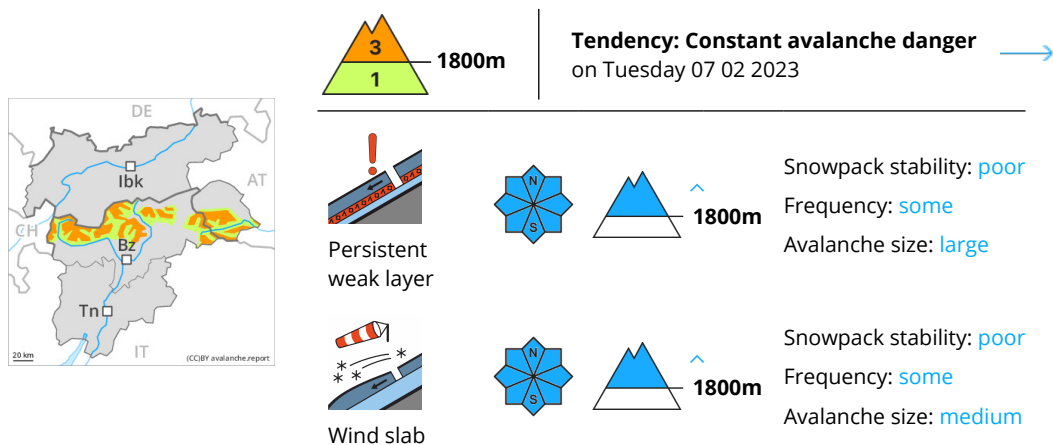 3
1
1800m
Tendency: Constant avalanche danger
on Tuesday 07 02 2023
DE
Ibk
AT
CH
Bz
Tn
IT
20 km
(CC)BY avalanche.report
N
S
1800m
Persistent
weak layer
Snowpack stability: poor
Frequency: some
Avalanche size: large
N
S
1800m
Wind slab
Snowpack stability: poor
Frequency: some
Avalanche size: medium